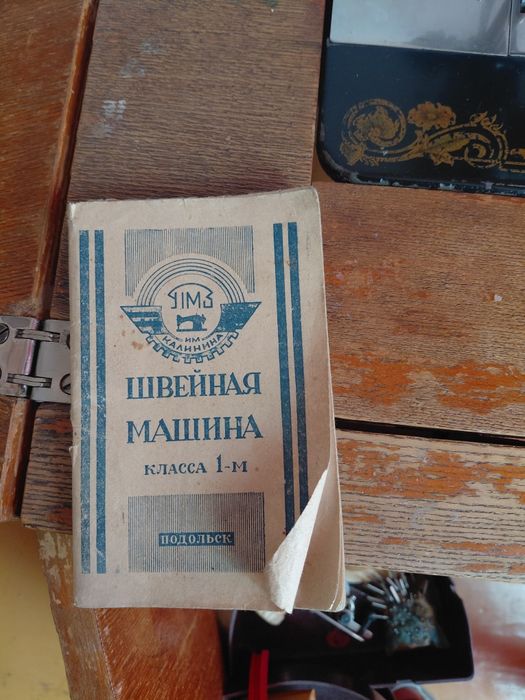 ПМЗ
ИМ
КАЛИНИНА
ШВЕЙНАЯ
МАШИНА
КЛАССА 1-М
ПОДОЛЬСК